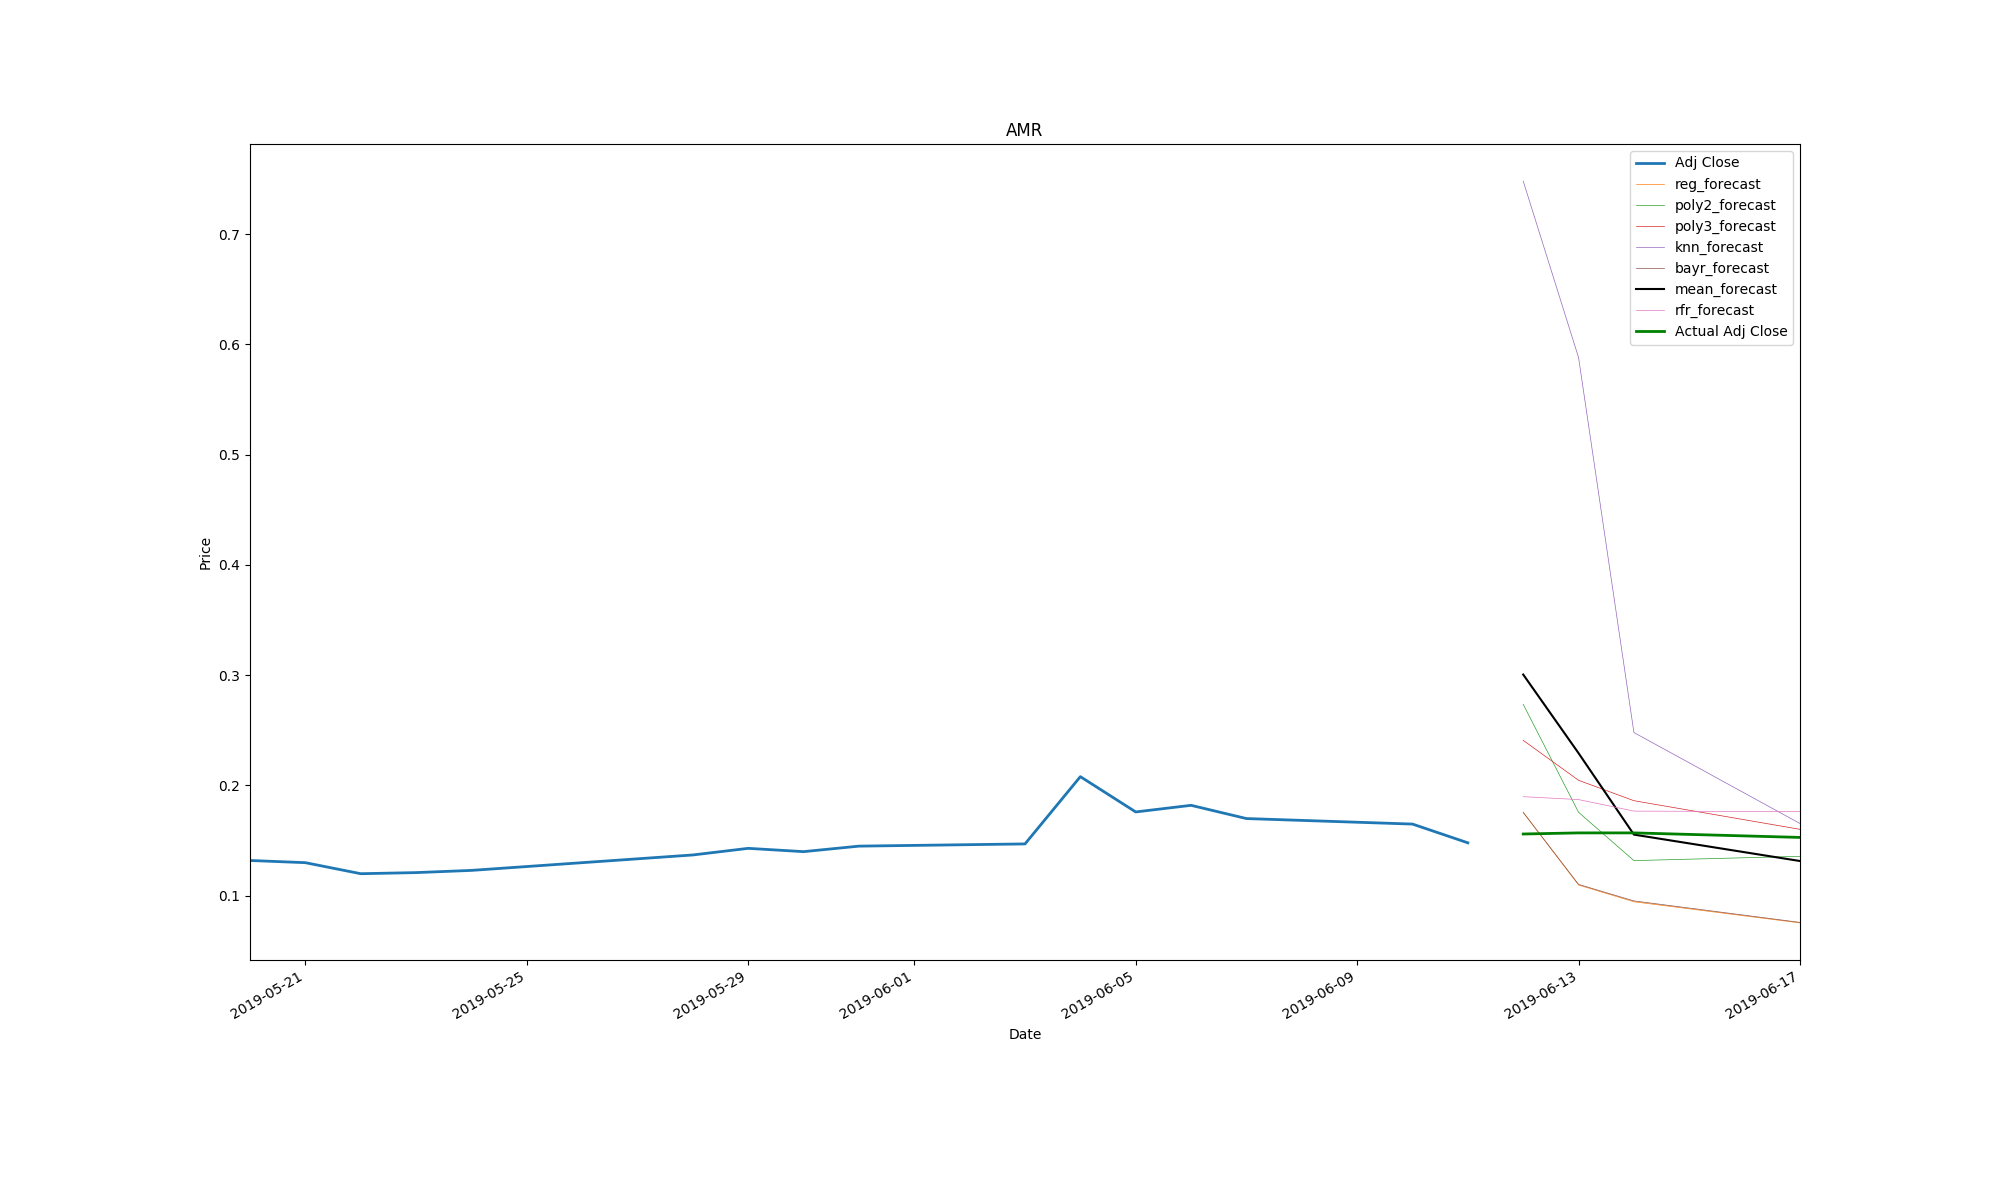 AMR
Adj Close
reg_forecast
poly2_forecast
poly3_forecast
knn_forecast
bayr_forecast
mean_forecast
rfr_forecast
Actual Adj Close
Price
0.7
0.6
0.5
0.4
0.3
0.2
0.1
2019-05-21
2019-05-25
2019-05-29
2019-06-01
2019-06-05
2019-06-09
2019-06-13
2019-06-17
Date